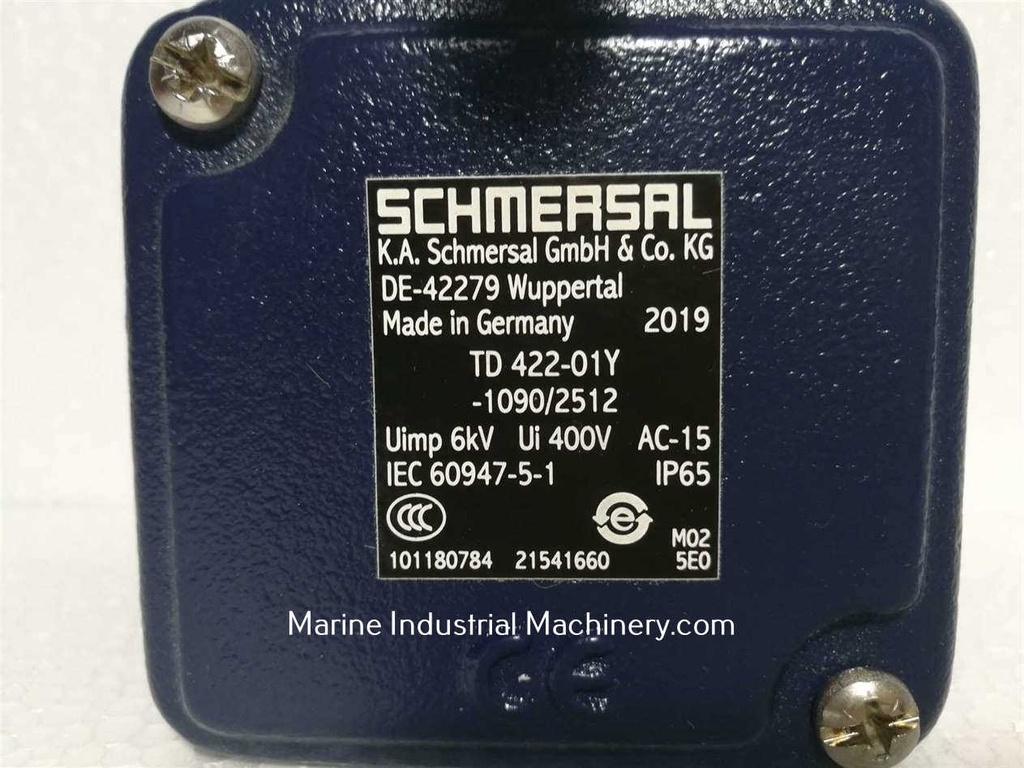 SCHMERSAL
K.A. Schmersal GmbH & Co. KG
DE-42279 Wuppertal
Made in Germany 2019
TD 422-01Y
-1090/2512
Uimp 6kV Ui 400V AC-15
IEC 60947-5-1 IP65
CCC e M02
101180784 21541660 5E0
Marine Industrial Machinery.com
CE